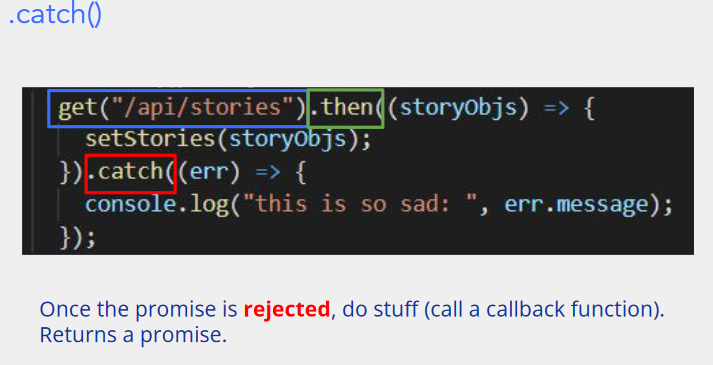 .catch()
get("/api/stories").then((storyObjs) => {
  setStories(storyObjs);
}).catch((err) => {
  console.log("this is so sad: ", err.message);
});
Once the promise is rejected, do stuff (call a callback function).
Returns a promise.